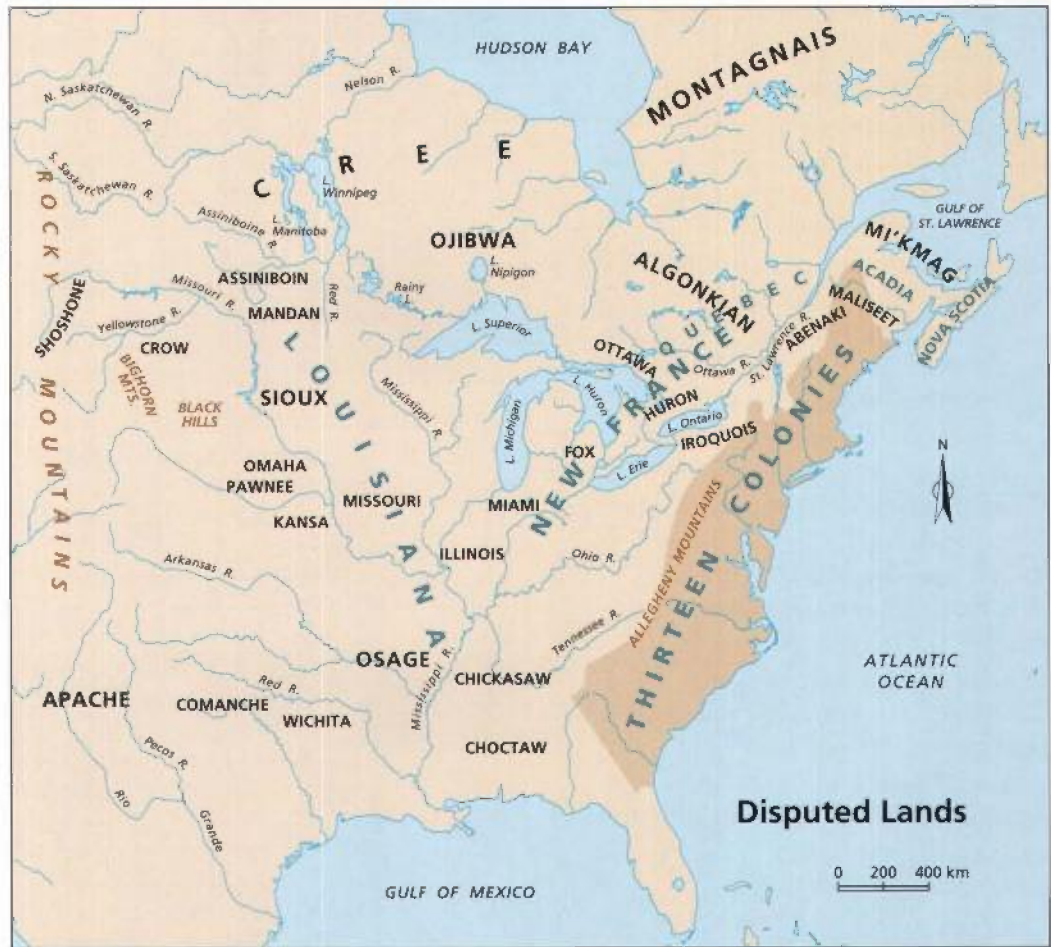 HUDSON BAY
MONTAGNAIS
Nelson R.
N. Saskatchewan R.
S. Saskatchewan R.
CREE
L. Winnipeg
L. Manitoba
Assiniboine R.
ROCKY MOUNTAINS
GULF OF
ST. LAWRENCE
MI'KMAG
ACADIA
NOVA SCOTIA
MALISEET
ABENAKI
OJIBWA
L. Nipigon
ALGONKIAN
QUEBEC
ASSINIBOIN
Missouri R.
Red R.
Rainy L.
L. Superior
MANDAN
SHOSHONE
Yellowstone R.
CROW
BIGHORN MTS.
BLACK HILLS
LOUISIANA
SIOUX
Mississippi R.
OTTAWA
Ottawa R.
St. Lawrence R.
NEW FRANCE
L. Huron
HURON
L. Ontario
IROQUOIS
L. Michigan
FOX
L. Erie
THIRTEEN COLONIES
N
OMAHA
PAWNEE
MISSOURI
KANSA
MIAMI
ILLINOIS
Ohio R.
ALLEGHENY MOUNTAINS
Arkansas R.
Tennessee R.
OSAGE
Mississippi R.
CHICKASAW
ATLANTIC
OCEAN
APACHE
COMANCHE
Red R.
WICHITA
CHOCTAW
Pecos R.
Rio Grande
Disputed Lands
0 200 400 km
GULF OF MEXICO